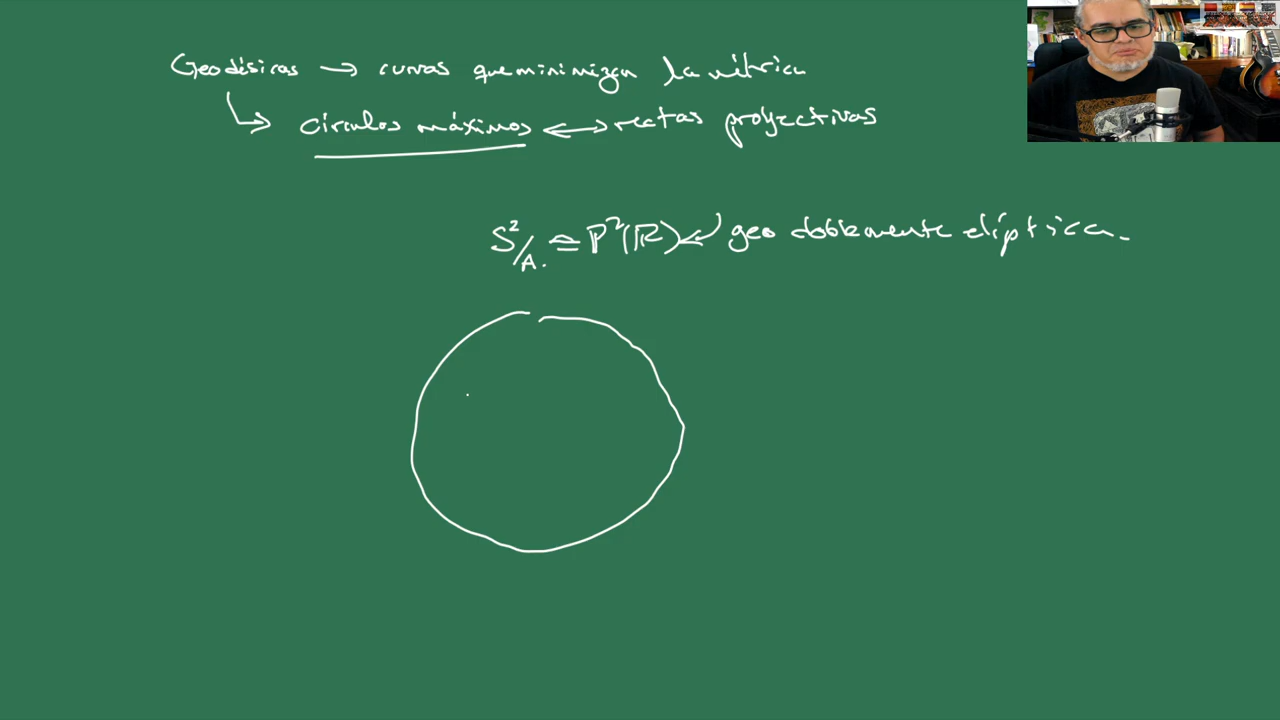 Geodésicas → curvas que minimizan la métrica
↳ círculos máximos ↔ rectas proyectivas
S²/A. ≃ P²(ℝ) ↙ geo doblemente elíptica.